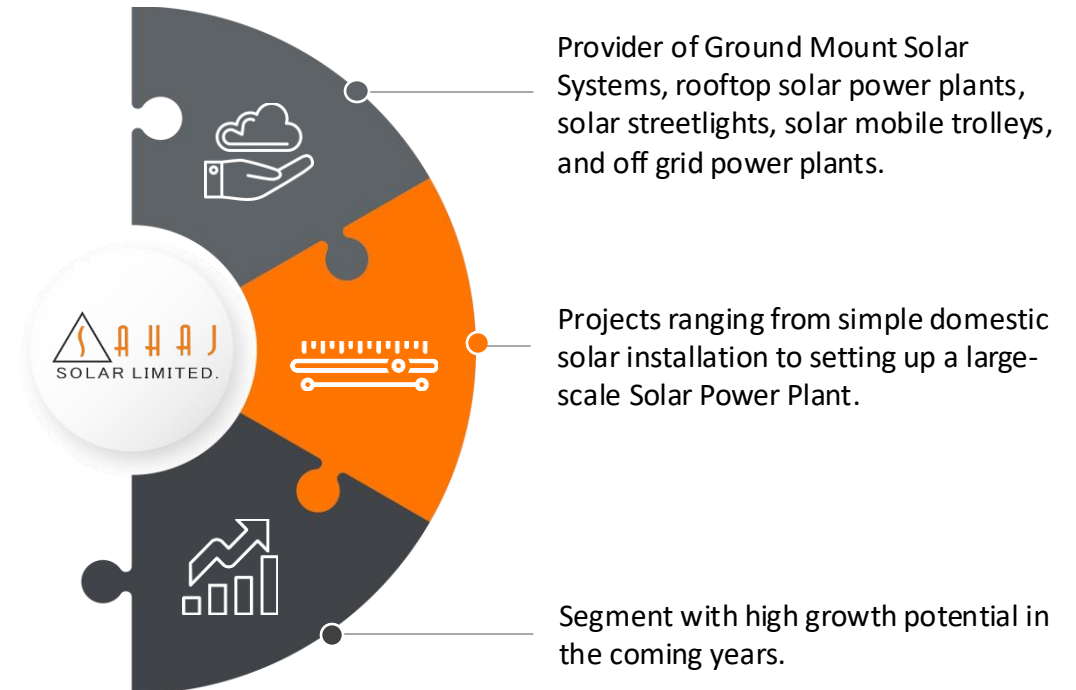 Provider of Ground Mount Solar
Systems, rooftop solar power plants,
solar streetlights, solar mobile trolleys,
and off grid power plants.
SAHAJ
SOLAR LIMITED.
Projects ranging from simple domestic
solar installation to setting up a large-
scale Solar Power Plant.
Segment with high growth potential in
the coming years.